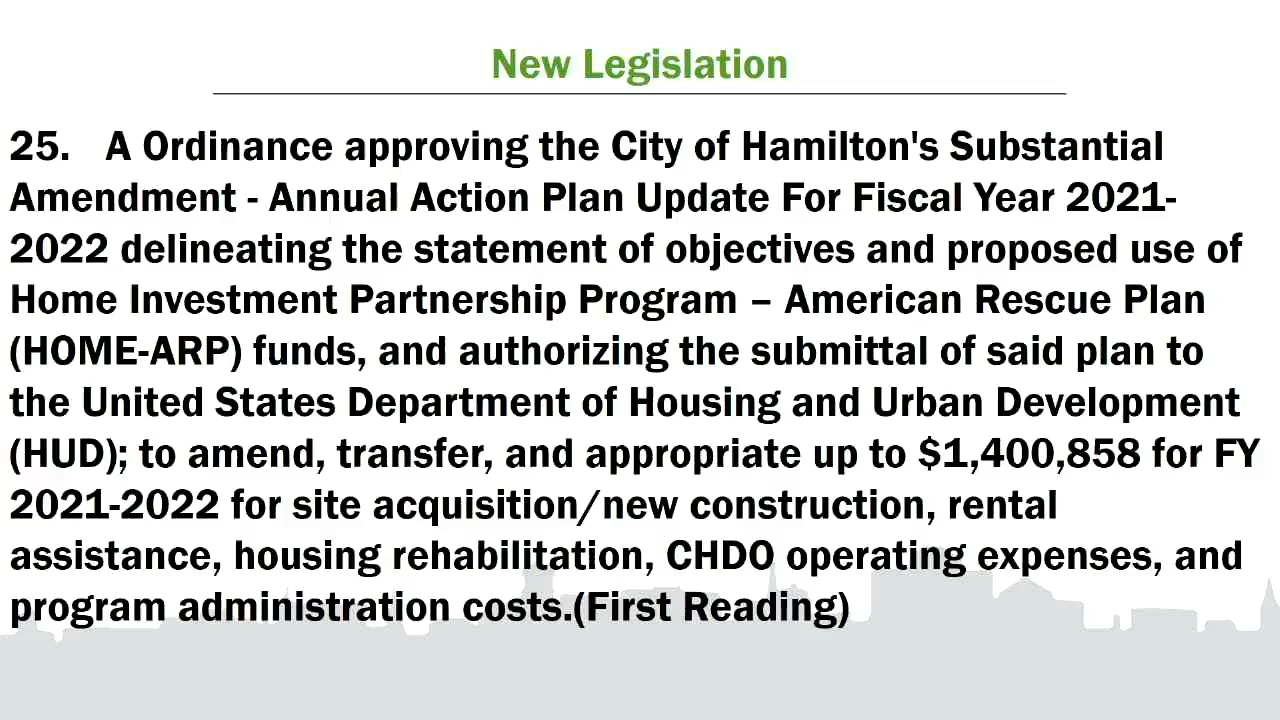 New Legislation
25. A Ordinance approving the City of Hamilton's Substantial
Amendment - Annual Action Plan Update For Fiscal Year 2021-
2022 delineating the statement of objectives and proposed use of
Home Investment Partnership Program – American Rescue Plan
(HOME-ARP) funds, and authorizing the submittal of said plan to
the United States Department of Housing and Urban Development
(HUD); to amend, transfer, and appropriate up to $1,400,858 for FY
2021-2022 for site acquisition/new construction, rental
assistance, housing rehabilitation, CHDO operating expenses, and
program administration costs.(First Reading)